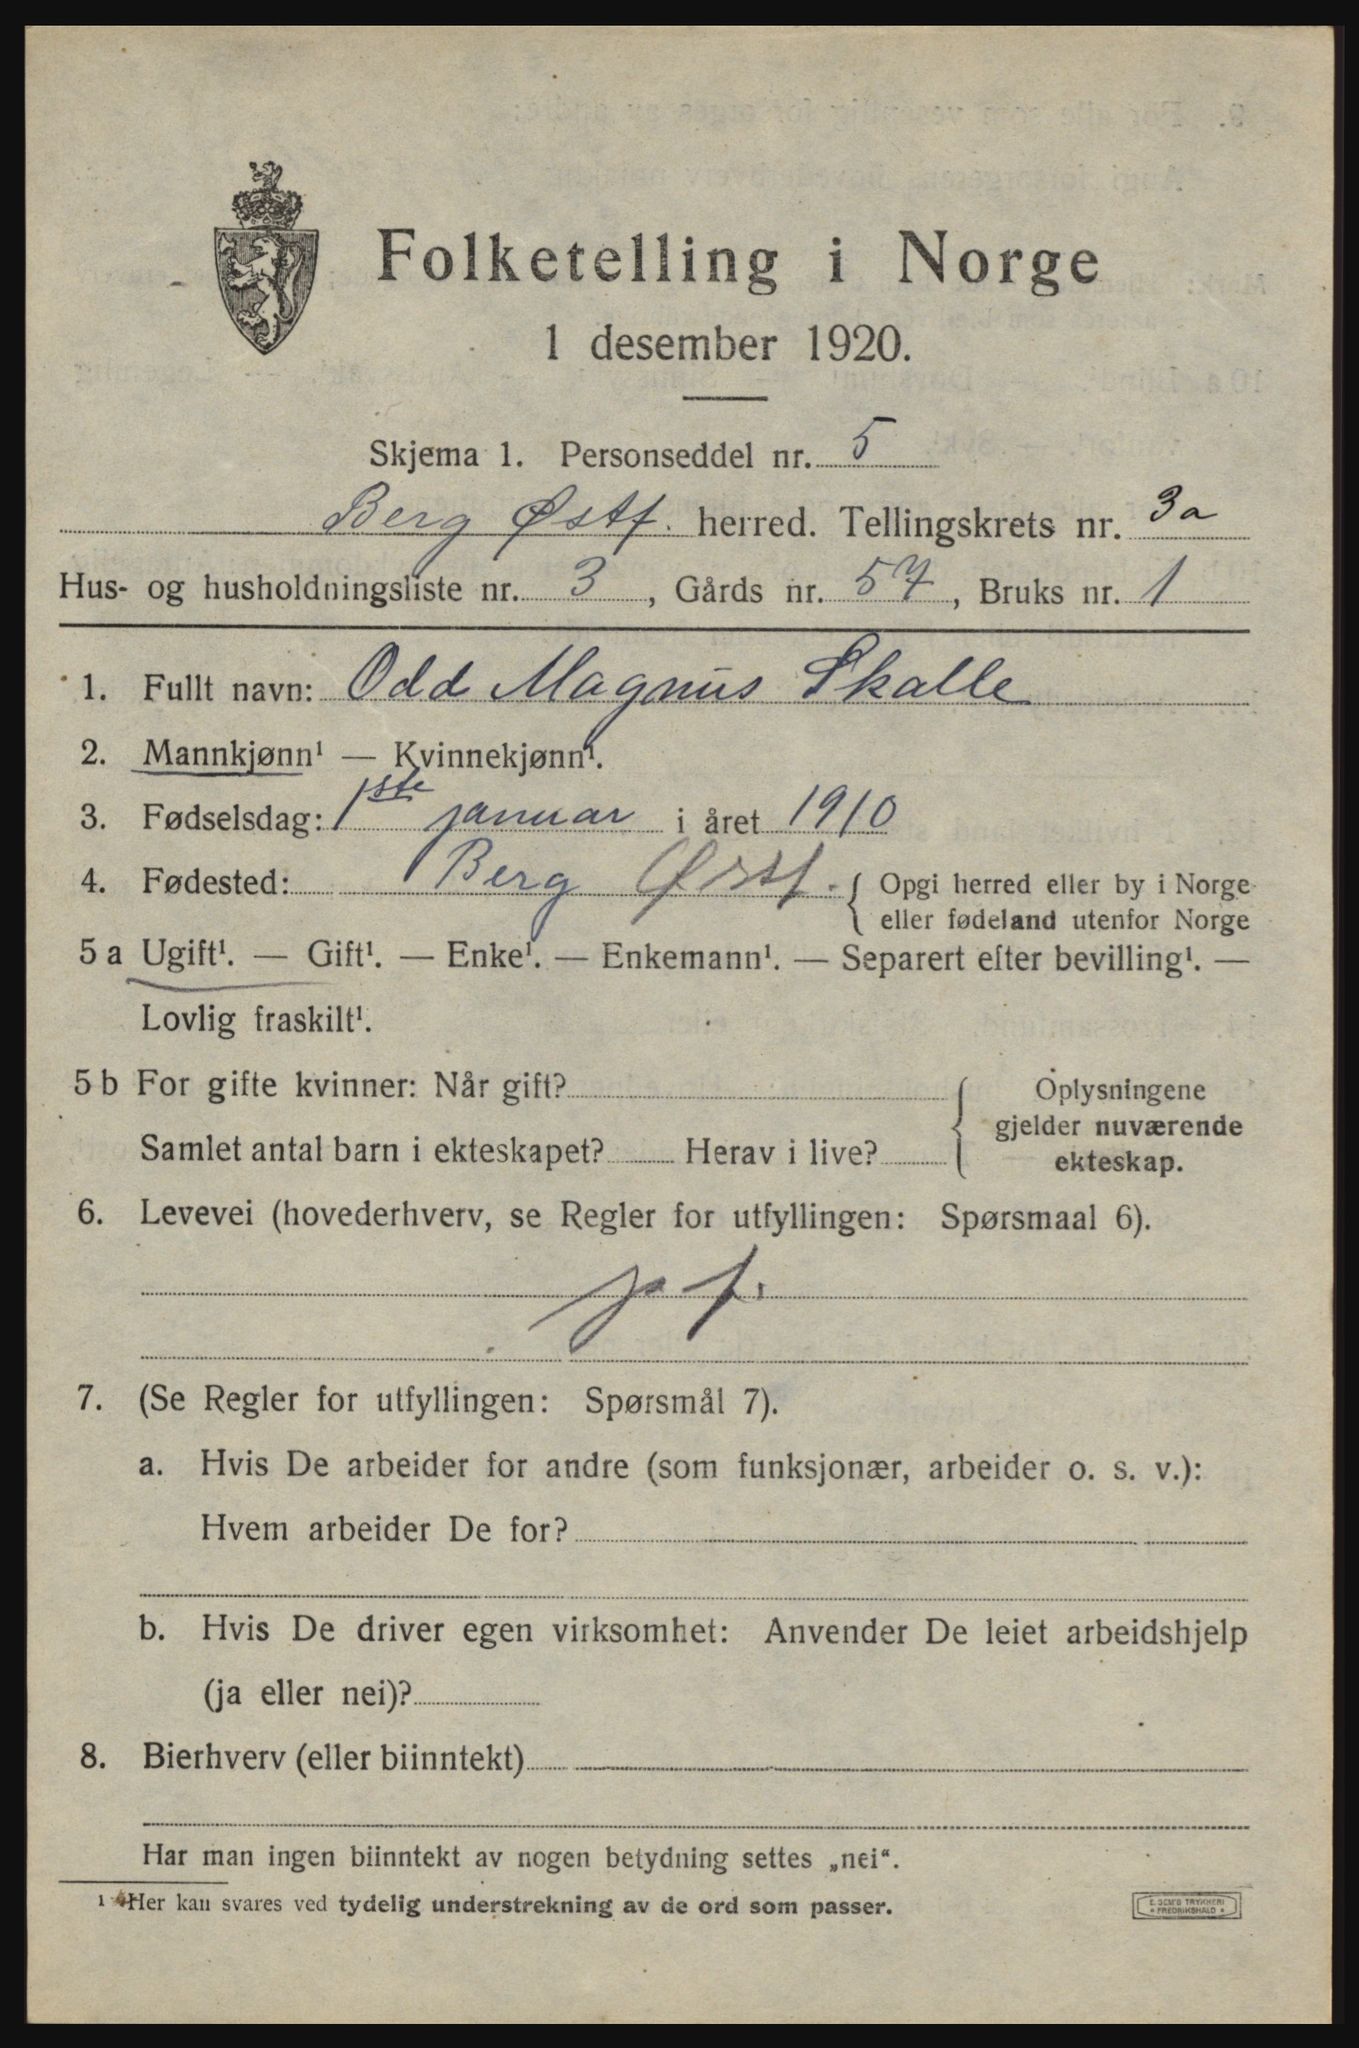 Folketelling i Norge
1 desember 1920.
Skjema 1. Personseddel nr. 5
Berg Østf. herred. Tellingskrets nr. 3a
Hus- og husholdningsliste nr. 3, Gårds nr. 57, Bruks nr. 1
1. Fullt navn: Odd Magnus Skalle
2. Mannkjønn¹ — Kvinnekjønn¹.
3. Fødselsdag: 1ste januar i året 1910
4. Fødested: Berg Østf. { Opgi herred eller by i Norge
eller fødeland utenfor Norge
5 a Ugift¹. — Gift¹. — Enke¹. — Enkemann¹. — Separert efter bevilling¹. —
Lovlig fraskilt¹.
5 b For gifte kvinner: Når gift?
Samlet antal barn i ekteskapet? Herav i live?
Oplysningene
gjelder nuværende
ekteskap.
6. Levevei (hovederhverv, se Regler for utfyllingen: Spørsmaal 6).
7. (Se Regler for utfyllingen: Spørsmål 7).
a. Hvis De arbeider for andre (som funksjonær, arbeider o. s. v.):
Hvem arbeider De for?
b. Hvis De driver egen virksomhet: Anvender De leiet arbeidshjelp
(ja eller nei)?
8. Bierhverv (eller biinntekt)
Har man ingen biinntekt av nogen betydning settes „nei“.
¹ Her kan svares ved tydelig understrekning av de ord som passer.
E. SEM'S TRYKKERI
* FREDRIKSHALD *